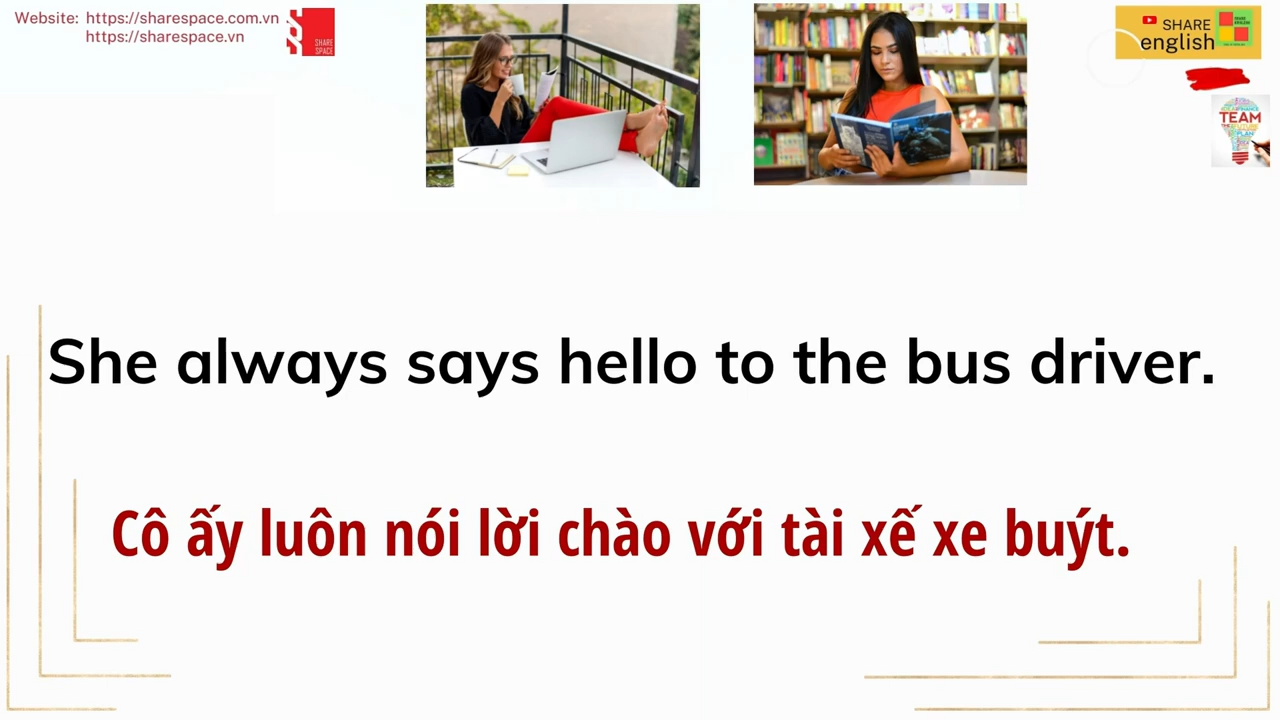 Website: https://sharespace.com.vn
https://sharespace.vn
SHARE
SPACE
SHARE
english
TEAM
PLAN
She always says hello to the bus driver.
Cô ấy luôn nói lời chào với tài xế xe buýt.